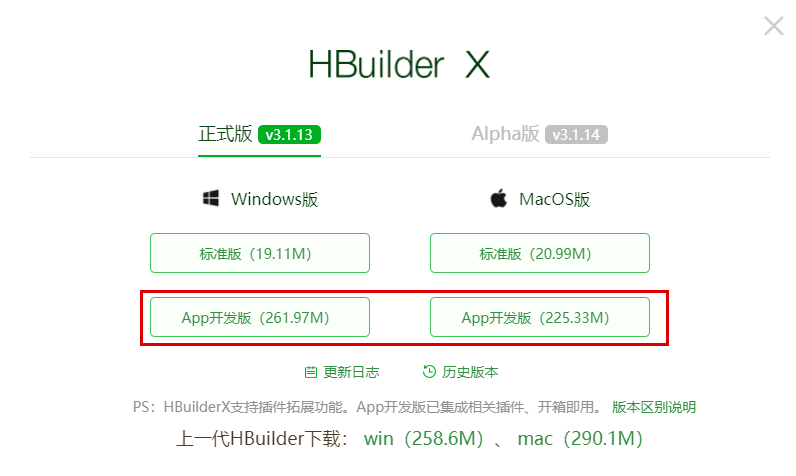 HBuilder X
正式版 v3.1.13 Alpha版 v3.1.14
Windows版 MacOS版
标准版（19.11M） 标准版（20.99M）
App开发版（261.97M） App开发版（225.33M）
更新日志 历史版本
PS：HBuilderX支持插件拓展功能。App开发版已集成相关插件、开箱即用。 版本区别说明
上一代HBuilder下载： win（258.6M）、 mac（290.1M）